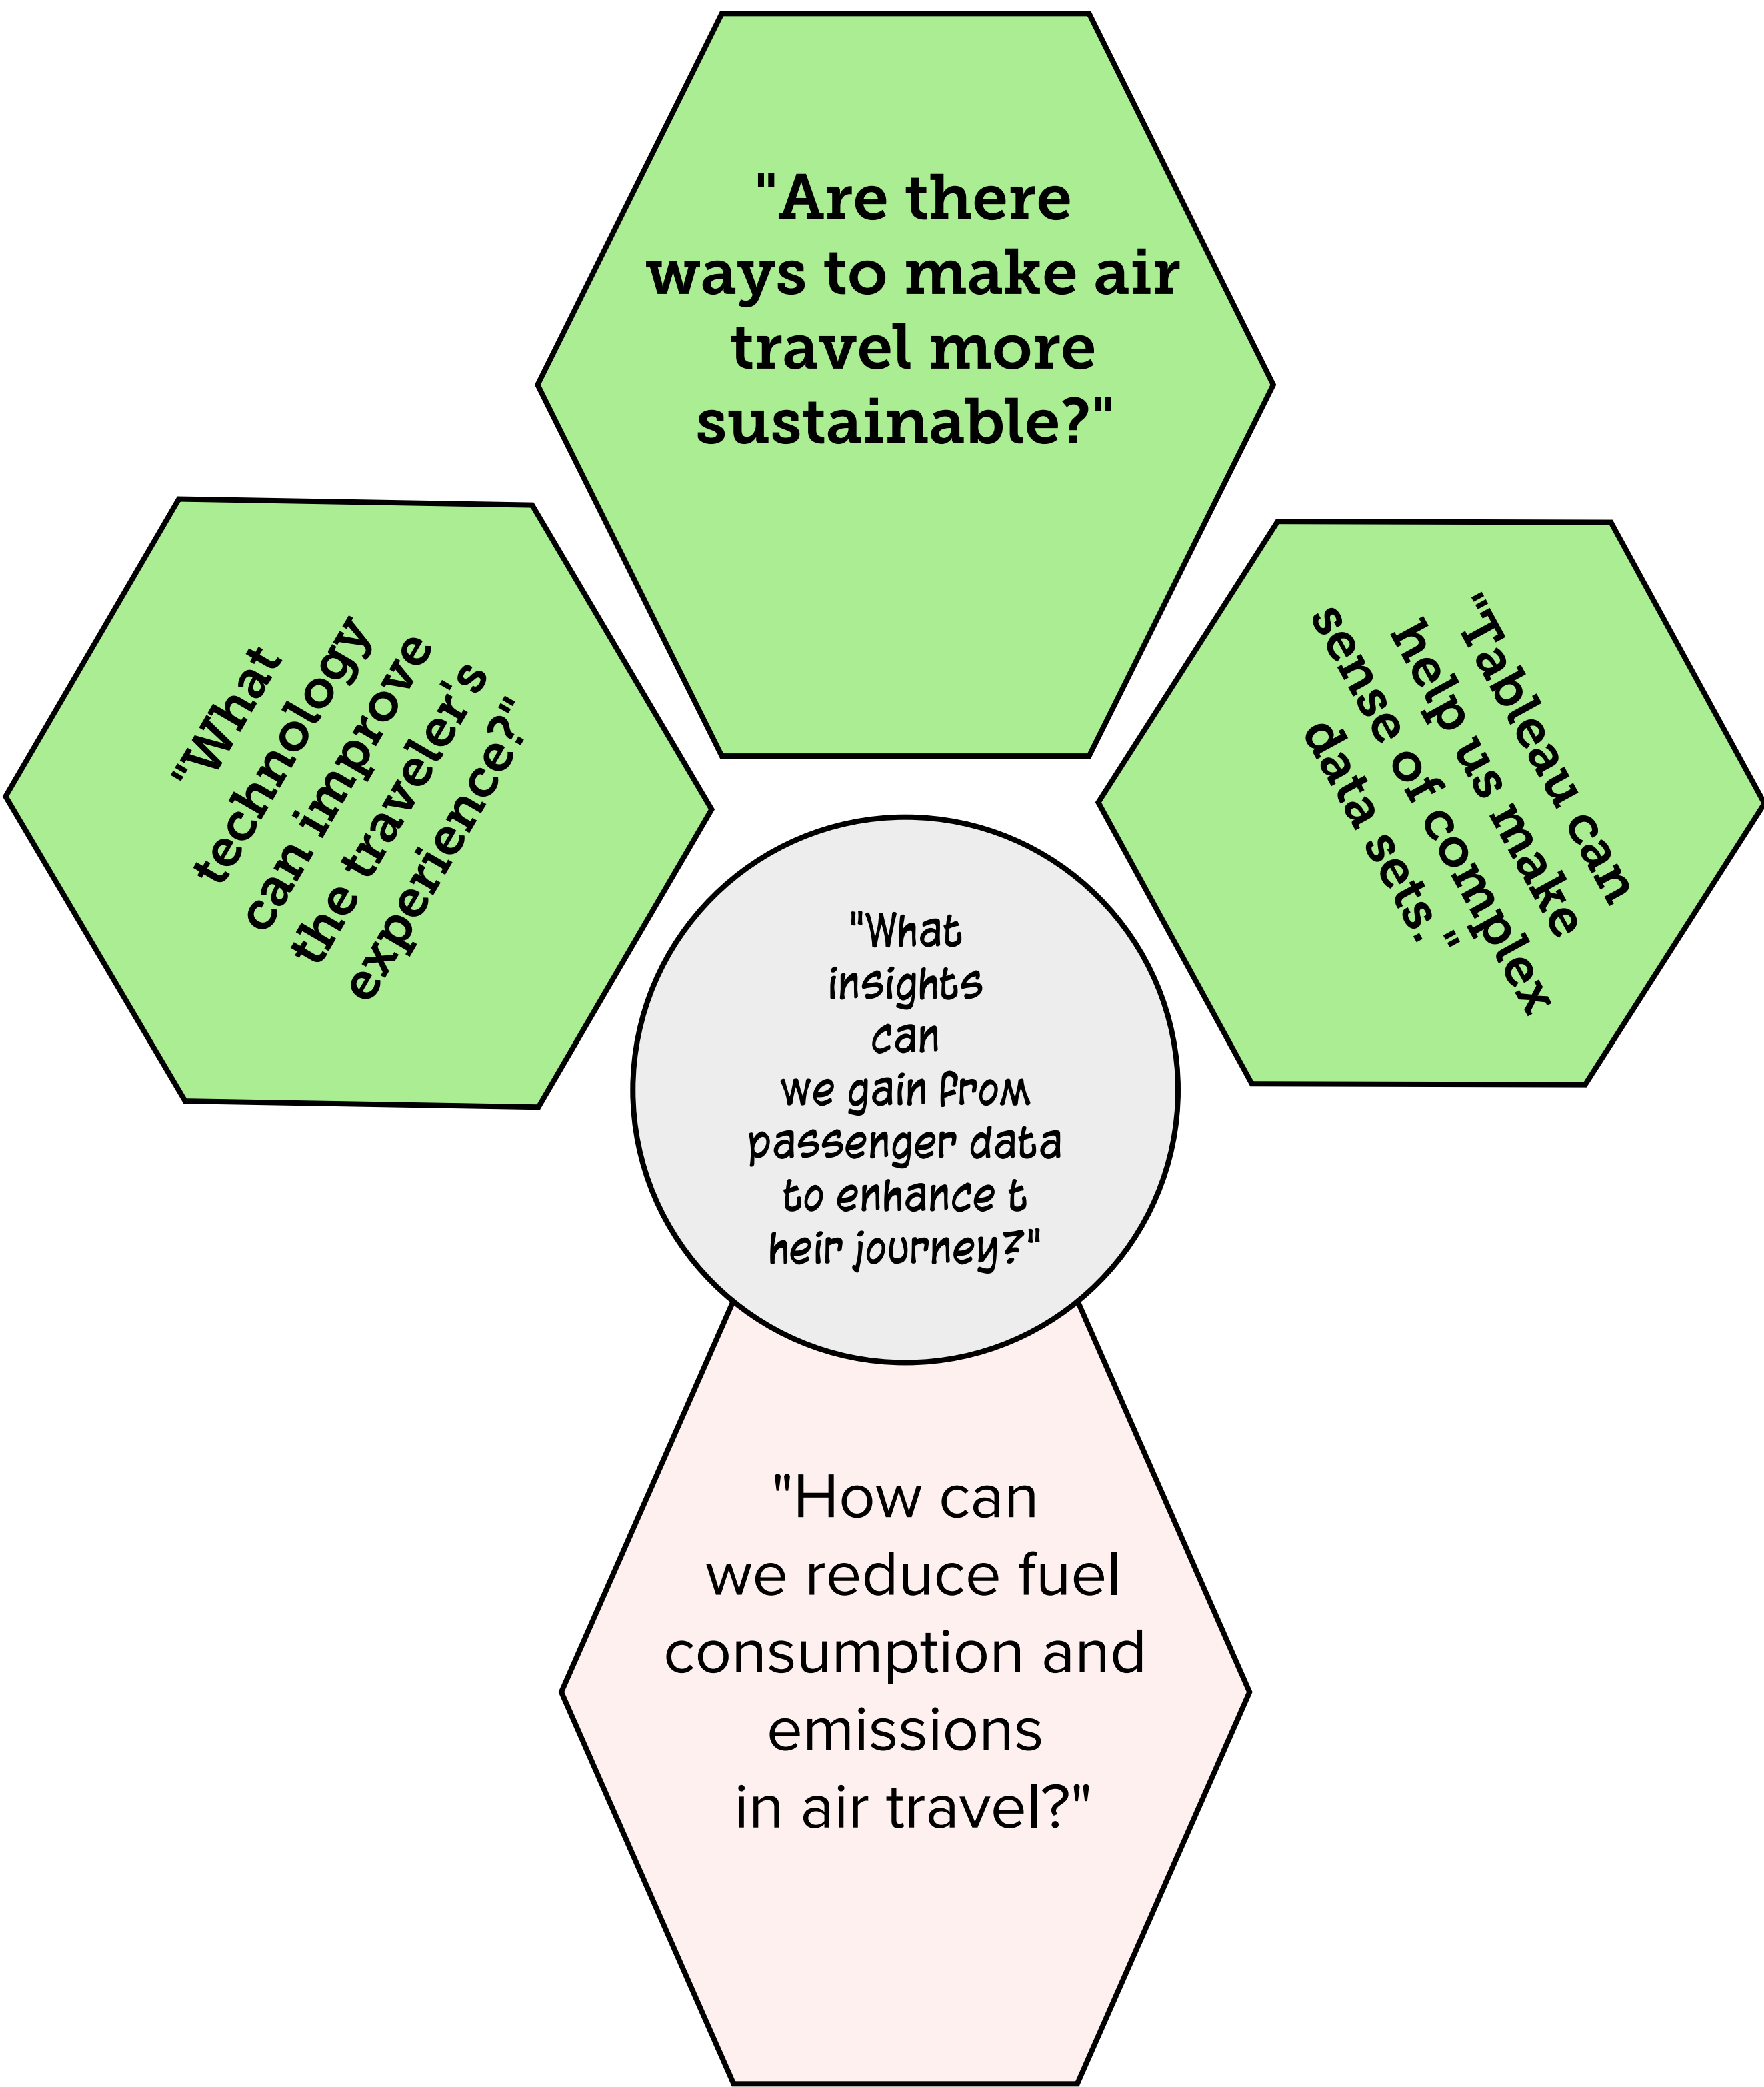 "Are there
ways to make air
travel more
sustainable?"
"What
technology
can improve
the traveler's
experience?"
"Tableau can
help us make
sense of complex
data sets."
"What
insights
can
we gain from
passenger data
to enhance t
heir journey?"
"How can
we reduce fuel
consumption and
emissions
in air travel?"